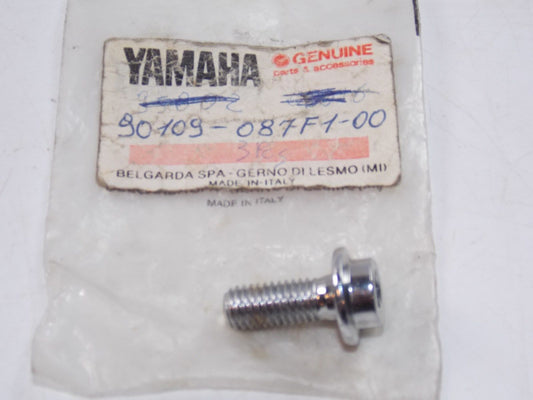 YAMAHA GENUINE
parts & accessories
90109-087F1-00
BELGARDA SPA - GERNO DI LESMO (MI)
MADE IN ITALY
MADE IN ITALY